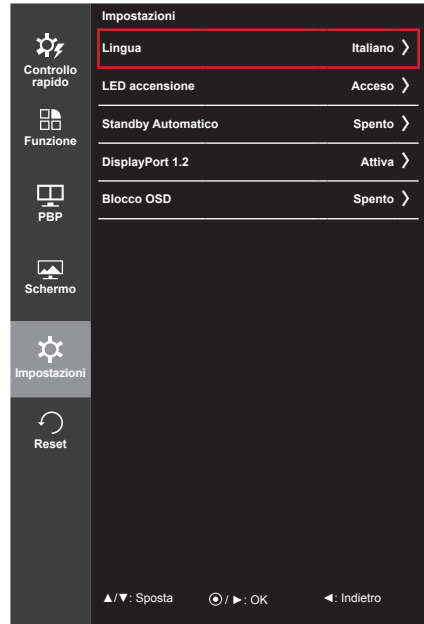 Controllo
rapido
Funzione
PBP
Schermo
Impostazioni
Reset
Impostazioni
Lingua Italiano ❭
LED accensione Acceso ❭
Standby Automatico Spento ❭
DisplayPort 1.2 Attiva ❭
Blocco OSD Spento ❭
▲/▼: Sposta ◉ / ►: OK ◄: Indietro